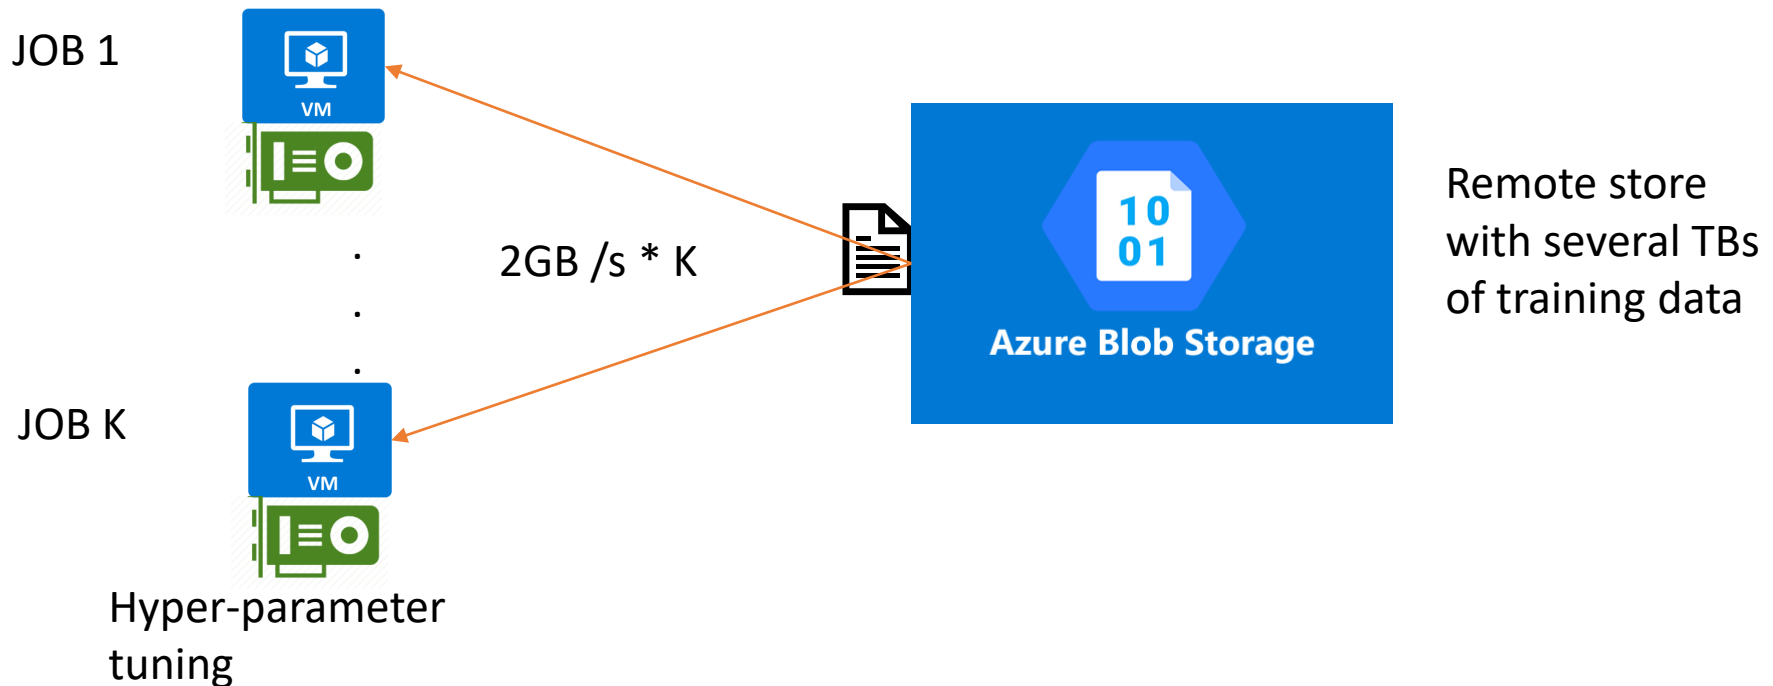 JOB 1
VM
2GB /s * K
10
01
Azure Blob Storage
Remote store
with several TBs
of training data
JOB K
VM
Hyper-parameter
tuning